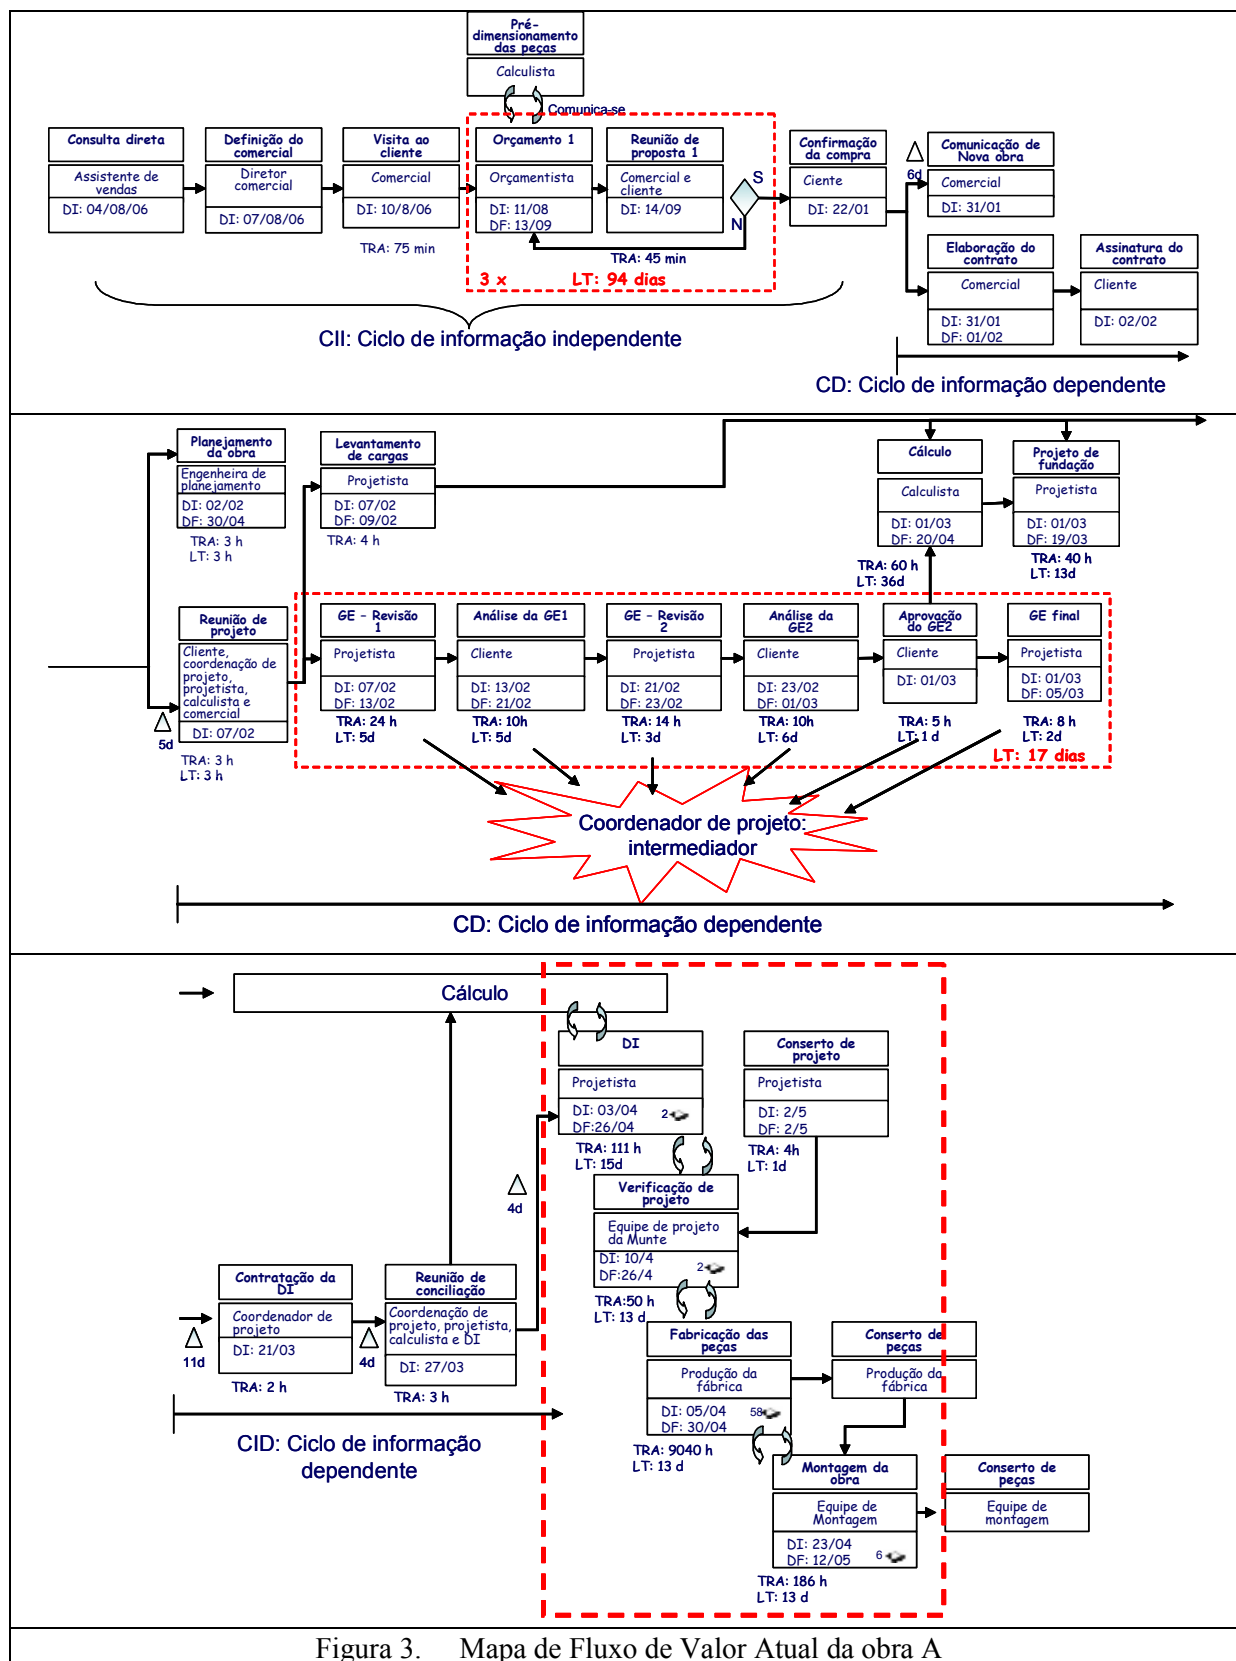 Pré-
dimensionamento
das peças
Calculista
Comunica-se
Consulta direta
Assistente de
vendas
DI: 04/08/06
Definição do
comercial
Diretor
comercial
DI: 07/08/06
Visita ao
cliente
Comercial
DI: 10/8/06
TRA: 75 min
Orçamento 1
Orçamentista
DI: 11/08
DF: 13/09
Reunião de
proposta 1
Comercial e
cliente
DI: 14/09
S
N
TRA: 45 min
3 x
LT: 94 dias
Confirmação
da compra
Ciente
DI: 22/01
6d
Comunicação de
Nova obra
Comercial
DI: 31/01
Elaboração do
contrato
Comercial
DI: 31/01
DF: 01/02
Assinatura do
contrato
Cliente
DI: 02/02
CII: Ciclo de informação independente
CD: Ciclo de informação dependente
Planejamento
da obra
Engenheira de
planejamento
DI: 02/02
DF: 30/04
TRA: 3 h
LT: 3 h
Levantamento
de cargas
Projetista
DI: 07/02
DF: 09/02
TRA: 4 h
Cálculo
Calculista
DI: 01/03
DF: 20/04
TRA: 60 h
LT: 36d
Projeto de
fundação
Projetista
DI: 01/03
DF: 19/03
TRA: 40 h
LT: 13d
5d
Reunião de
projeto
Cliente,
coordenação de
projeto,
projetista,
calculista e
comercial
DI: 07/02
TRA: 3 h
LT: 3 h
GE – Revisão
1
Projetista
DI: 07/02
DF: 13/02
TRA: 24 h
LT: 5d
Análise da GE1
Cliente
DI: 13/02
DF: 21/02
TRA: 10h
LT: 5d
GE – Revisão
2
Projetista
DI: 21/02
DF: 23/02
TRA: 14 h
LT: 3d
Análise da
GE2
Cliente
DI: 23/02
DF: 01/03
TRA: 10h
LT: 6d
Aprovação
do GE2
Cliente
DI: 01/03
TRA: 5 h
LT: 1 d
GE final
Projetista
DI: 01/03
DF: 05/03
TRA: 8 h
LT: 2d
LT: 17 dias
Coordenador de projeto:
intermediador
CD: Ciclo de informação dependente
Cálculo
DI
Projetista
DI: 03/04
DF:26/04
2
TRA: 111 h
LT: 15d
Conserto de
projeto
Projetista
DI: 2/5
DF: 2/5
TRA: 4h
LT: 1d
4d
Verificação de
projeto
Equipe de projeto
da Munte
DI: 10/4
DF:26/4
2
TRA:50 h
LT: 13 d
11d
Contratação da
DI
Coordenador de
projeto
DI: 21/03
TRA: 2 h
4d
Reunião de
conciliação
Coordenação de
projeto, projetista,
calculista e DI
DI: 27/03
TRA: 3 h
CID: Ciclo de informação
dependente
Fabricação das
peças
Produção da
fábrica
DI: 05/04
DF: 30/04
58
TRA: 9040 h
LT: 13 d
Conserto de
peças
Produção da
fábrica
Montagem da
obra
Equipe de
Montagem
DI: 23/04
DF: 12/05
6
TRA: 186 h
LT: 13 d
Conserto de
peças
Equipe de
montagem
Figura 3. Mapa de Fluxo de Valor Atual da obra A